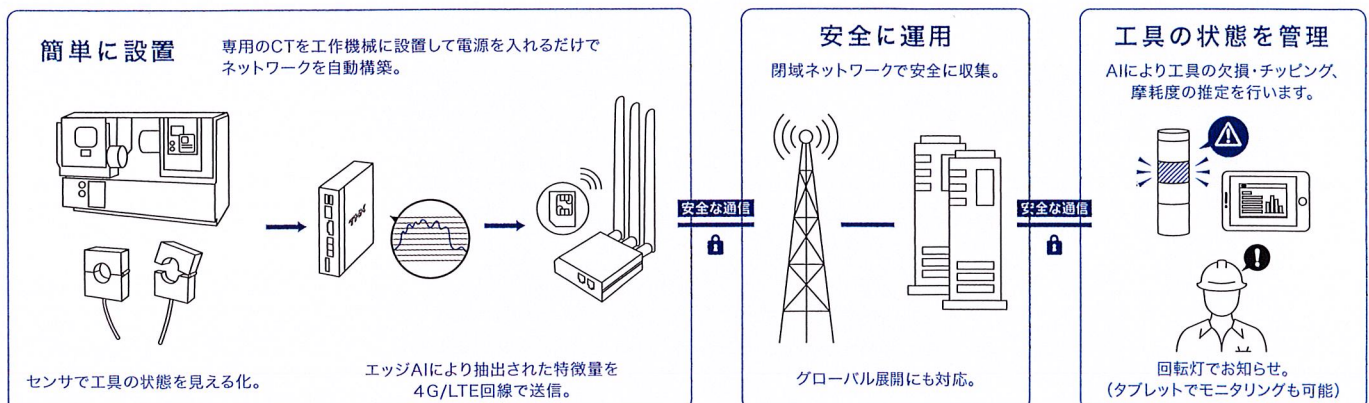 簡単に設置
専用のCTを工作機械に設置して電源を入れるだけで
ネットワークを自動構築。
センサで工具の状態を見える化。
エッジAIにより抽出された特徴量を
4G/LTE回線で送信。
安全な通信
安全に運用
閉域ネットワークで安全に収集。
グローバル展開にも対応。
安全な通信
工具の状態を管理
AIにより工具の欠損・チッピング、
摩耗度の推定を行います。
回転灯でお知らせ。
(タブレットでモニタリングも可能)